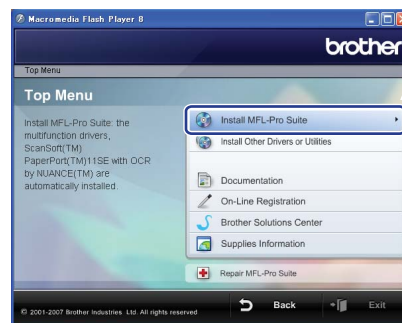 Macromedia Flash Player 8
brother
Top Menu
Top Menu
Install MFL-Pro Suite: the
multifunction drivers,
ScanSoft(TM)
PaperPort(TM)11SE with OCR
by NUANCE(TM) are
automatically installed.
Install MFL-Pro Suite
Install Other Drivers or Utilities
Documentation
On-Line Registration
Brother Solutions Center
Supplies Information
Repair MFL-Pro Suite
© 2001-2007 Brother Industries. Ltd. All rights reserved
Back
Exit